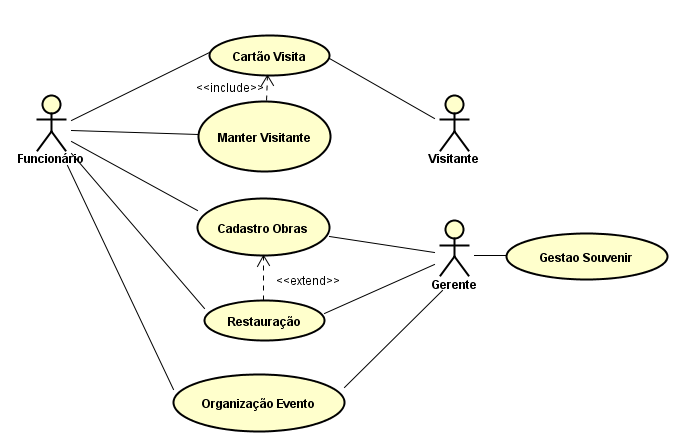 Cartão Visita
<<include>>
Funcionário
Manter Visitante
Visitante
Cadastro Obras
Gestao Souvenir
<<extend>>
Gerente
Restauração
Organização Evento